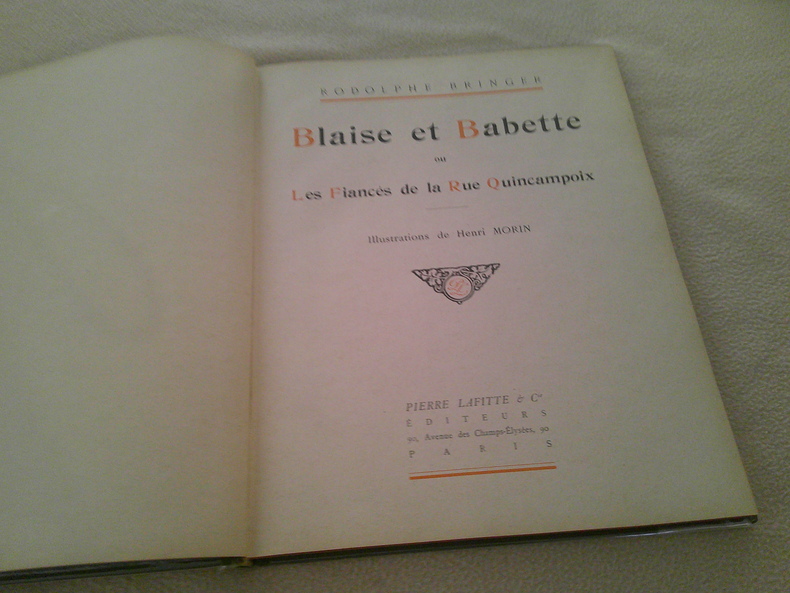 RODOLPHE BRINGER
Blaise et Babette
ou
Les Fiancés de la Rue Quincampoix
Illustrations de Henri MORIN
PIERRE LAFITTE & Cie
ÉDITEURS
90, Avenue des Champs-Élysées, 90
PARIS